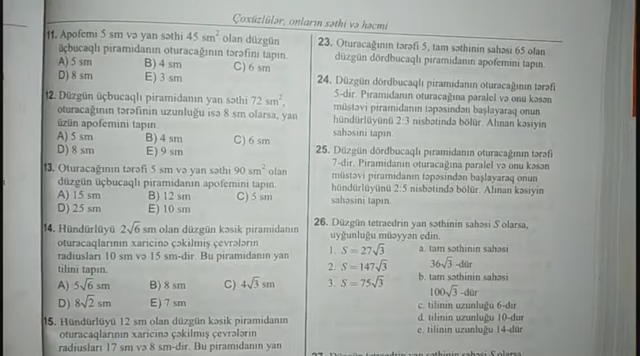 Çoxüzlülər, onların səthi və həcmi
11. Apofemi 5 sm və yan səthi 45 sm² olan düzgün
üçbucaqlı piramidanın oturacağının tərəfini tapın.
A) 5 sm B) 4 sm C) 6 sm
D) 8 sm E) 3 sm
12. Düzgün üçbucaqlı piramidanın yan səthi 72 sm²,
oturacağının tərəfinin uzunluğu isə 8 sm olarsa, yan
üzün apofemini tapın.
A) 5 sm B) 4 sm C) 6 sm
D) 8 sm E) 9 sm
13. Oturacağının tərəfi 5 sm və yan səthi 90 sm² olan
düzgün üçbucaqlı piramidanın apofemini tapın.
A) 15 sm B) 12 sm C) 5 sm
D) 25 sm E) 10 sm
14. Hündürlüyü 2√6 sm olan düzgün kəsik piramidanın
oturacaqlarının xaricinə çəkilmiş çevrələrin
radiusları 10 sm və 15 sm-dir. Bu piramidanın yan
tilini tapın.
A) 5√6 sm B) 8 sm C) 4√3 sm
D) 8√2 sm E) 7 sm
15. Hündürlüyü 12 sm olan düzgün kəsik piramidanın
oturacaqlarının xaricinə çəkilmiş çevrələrin
radiusları 17 sm və 8 sm-dir. Bu piramidanın yan
23. Oturacağının tərəfi 5, tam səthinin sahəsi 65 olan
düzgün dördbucaqlı piramidanın apofemini tapın.
24. Düzgün dördbucaqlı piramidanın oturacağının tərəfi
5-dir. Piramidanın oturacağına paralel və onu kəsən
müstəvi piramidanın təpəsindən başlayaraq onun
hündürlüyünü 2:3 nisbətində bölür. Alınan kəsiyin
sahəsini tapın.
25. Düzgün dördbucaqlı piramidanın oturacağının tərəfi
7-dir. Piramidanın oturacağına paralel və onu kəsən
müstəvi piramidanın təpəsindən başlayaraq onun
hündürlüyünü 2:5 nisbətində bölür. Alınan kəsiyin
sahəsini tapın.
26. Düzgün tetraedrin yan səthinin sahəsi S olarsa,
uyğunluğu müəyyən edin.
1. S = 27√3 a. tam səthinin sahəsi
36√3 -dür
2. S = 147√3 b. tam səthinin sahəsi
3. S = 75√3 100√3 -dür
c. tilinin uzunluğu 6-dır
d. tilinin uzunluğu 10-dur
e. tilinin uzunluğu 14-dür
27. Düzgün tetraedrin yan səthinin sahəsi S olarsa